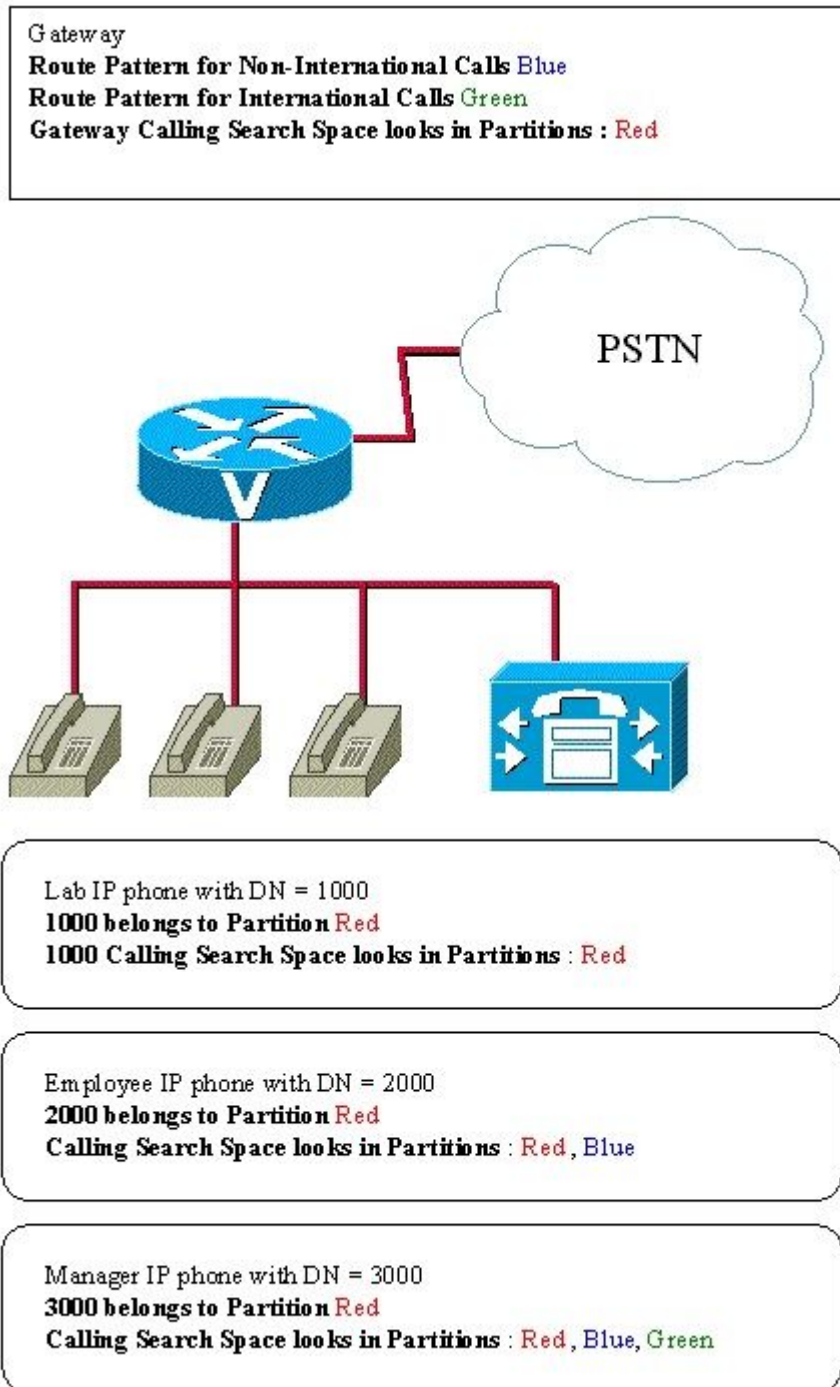 Gateway
Route Pattern for Non-International Calls Blue
Route Pattern for International Calls Green
Gateway Calling Search Space looks in Partitions : Red
PSTN
V
Lab IP phone with DN = 1000
1000 belongs to Partition Red
1000 Calling Search Space looks in Partitions : Red
Employee IP phone with DN = 2000
2000 belongs to Partition Red
Calling Search Space looks in Partitions : Red, Blue
Manager IP phone with DN = 3000
3000 belongs to Partition Red
Calling Search Space looks in Partitions : Red, Blue, Green